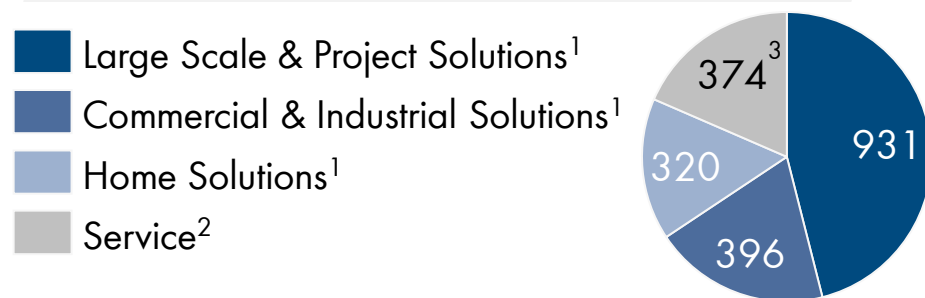 Large Scale & Project Solutions¹
Commercial & Industrial Solutions¹
Home Solutions¹
Service²
374³
931
320
396